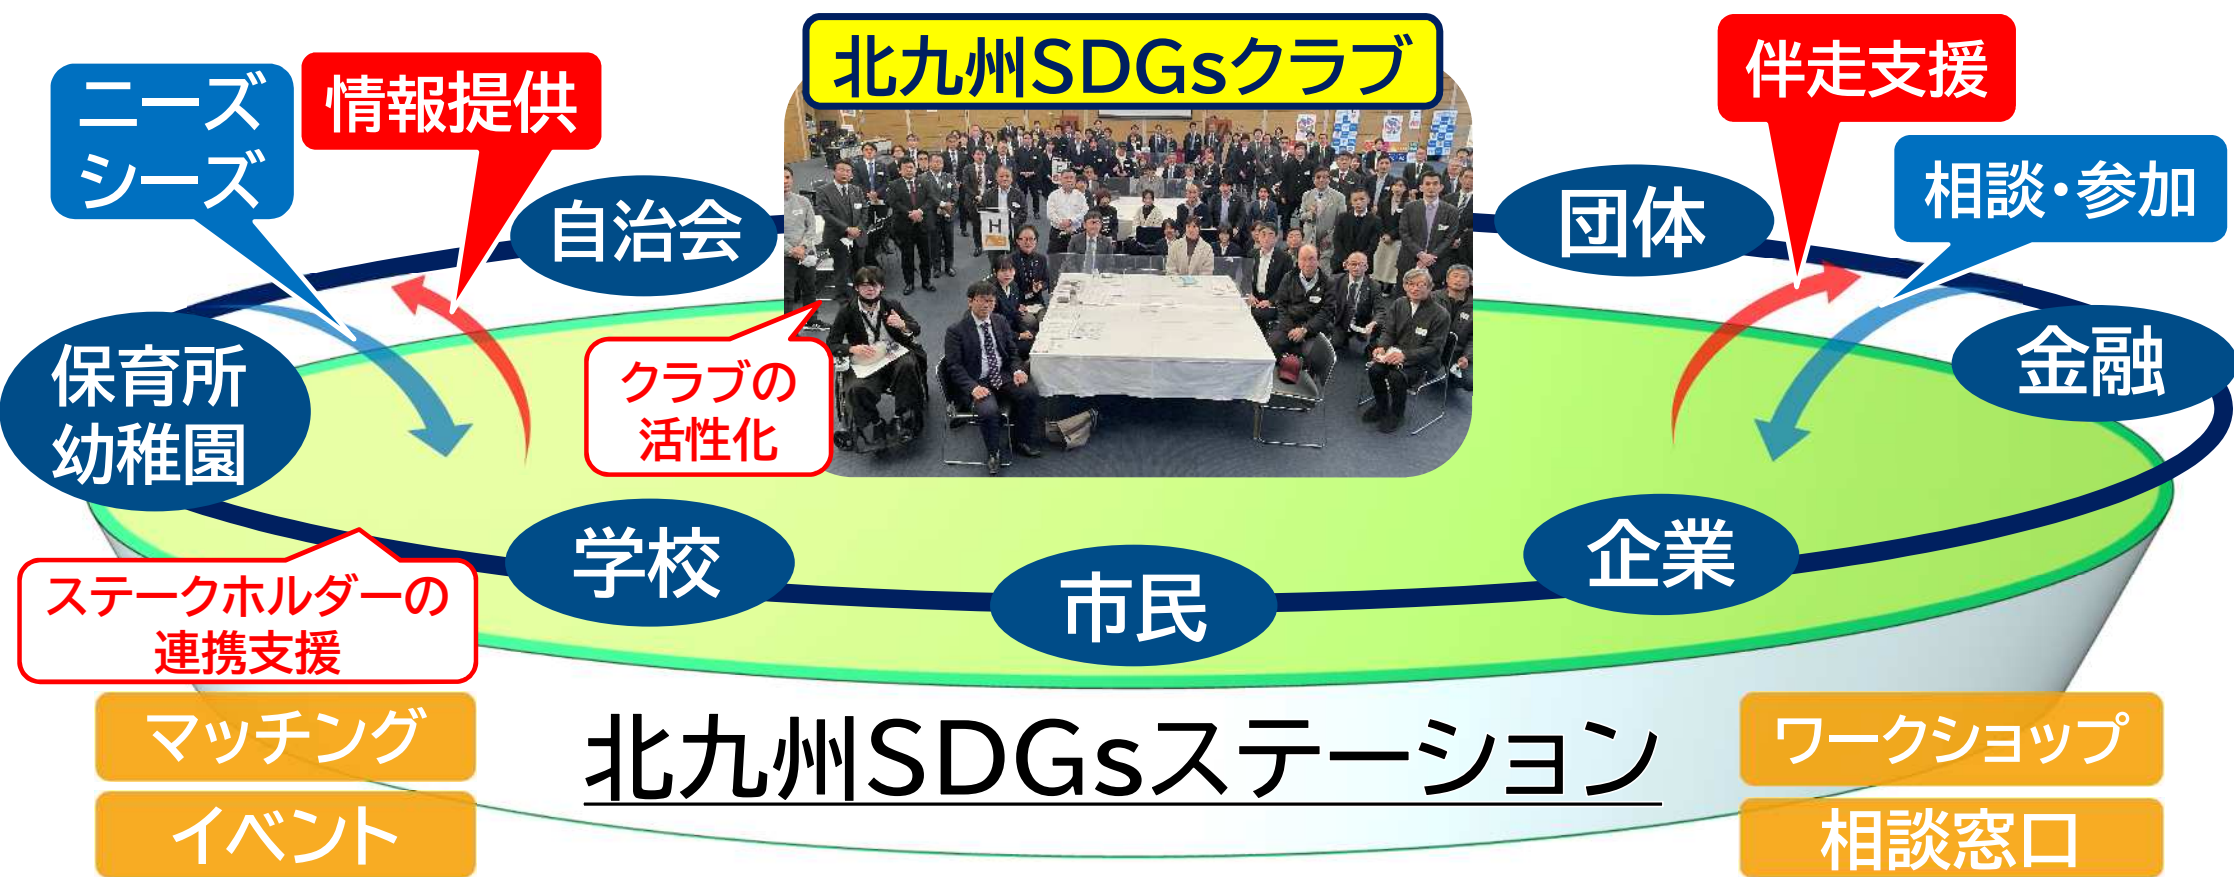 北九州SDGsクラブ
ニーズ
シーズ
情報提供
伴走支援
相談・参加
自治会
団体
保育所
幼稚園
金融
クラブの
活性化
H
学校
市民
企業
ステークホルダーの
連携支援
マッチング
イベント
北九州SDGsステーション
ワークショップ
相談窓口